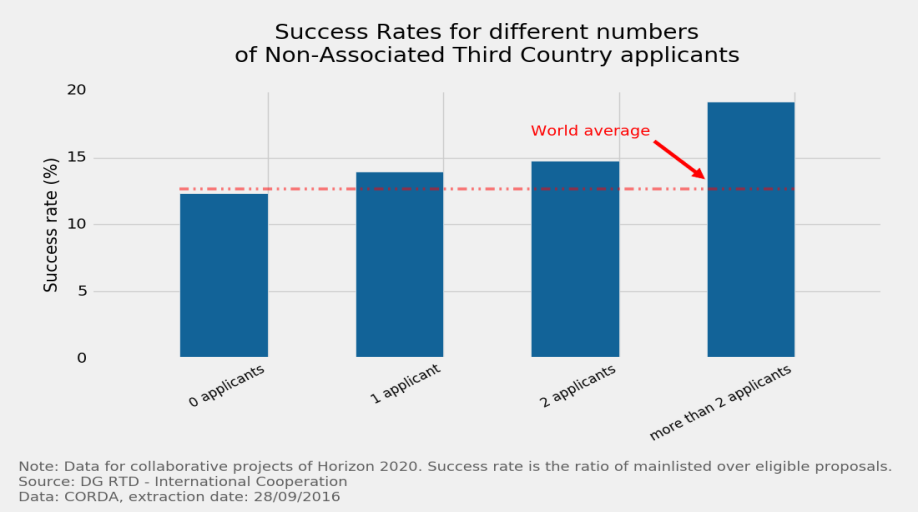 Success Rates for different numbers
of Non-Associated Third Country applicants
20
15
10
5
0
Success rate (%)
World average
0 applicants
1 applicant
2 applicants
more than 2 applicants
Note: Data for collaborative projects of Horizon 2020. Success rate is the ratio of mainlisted over eligible proposals.
Source: DG RTD - International Cooperation
Data: CORDA, extraction date: 28/09/2016